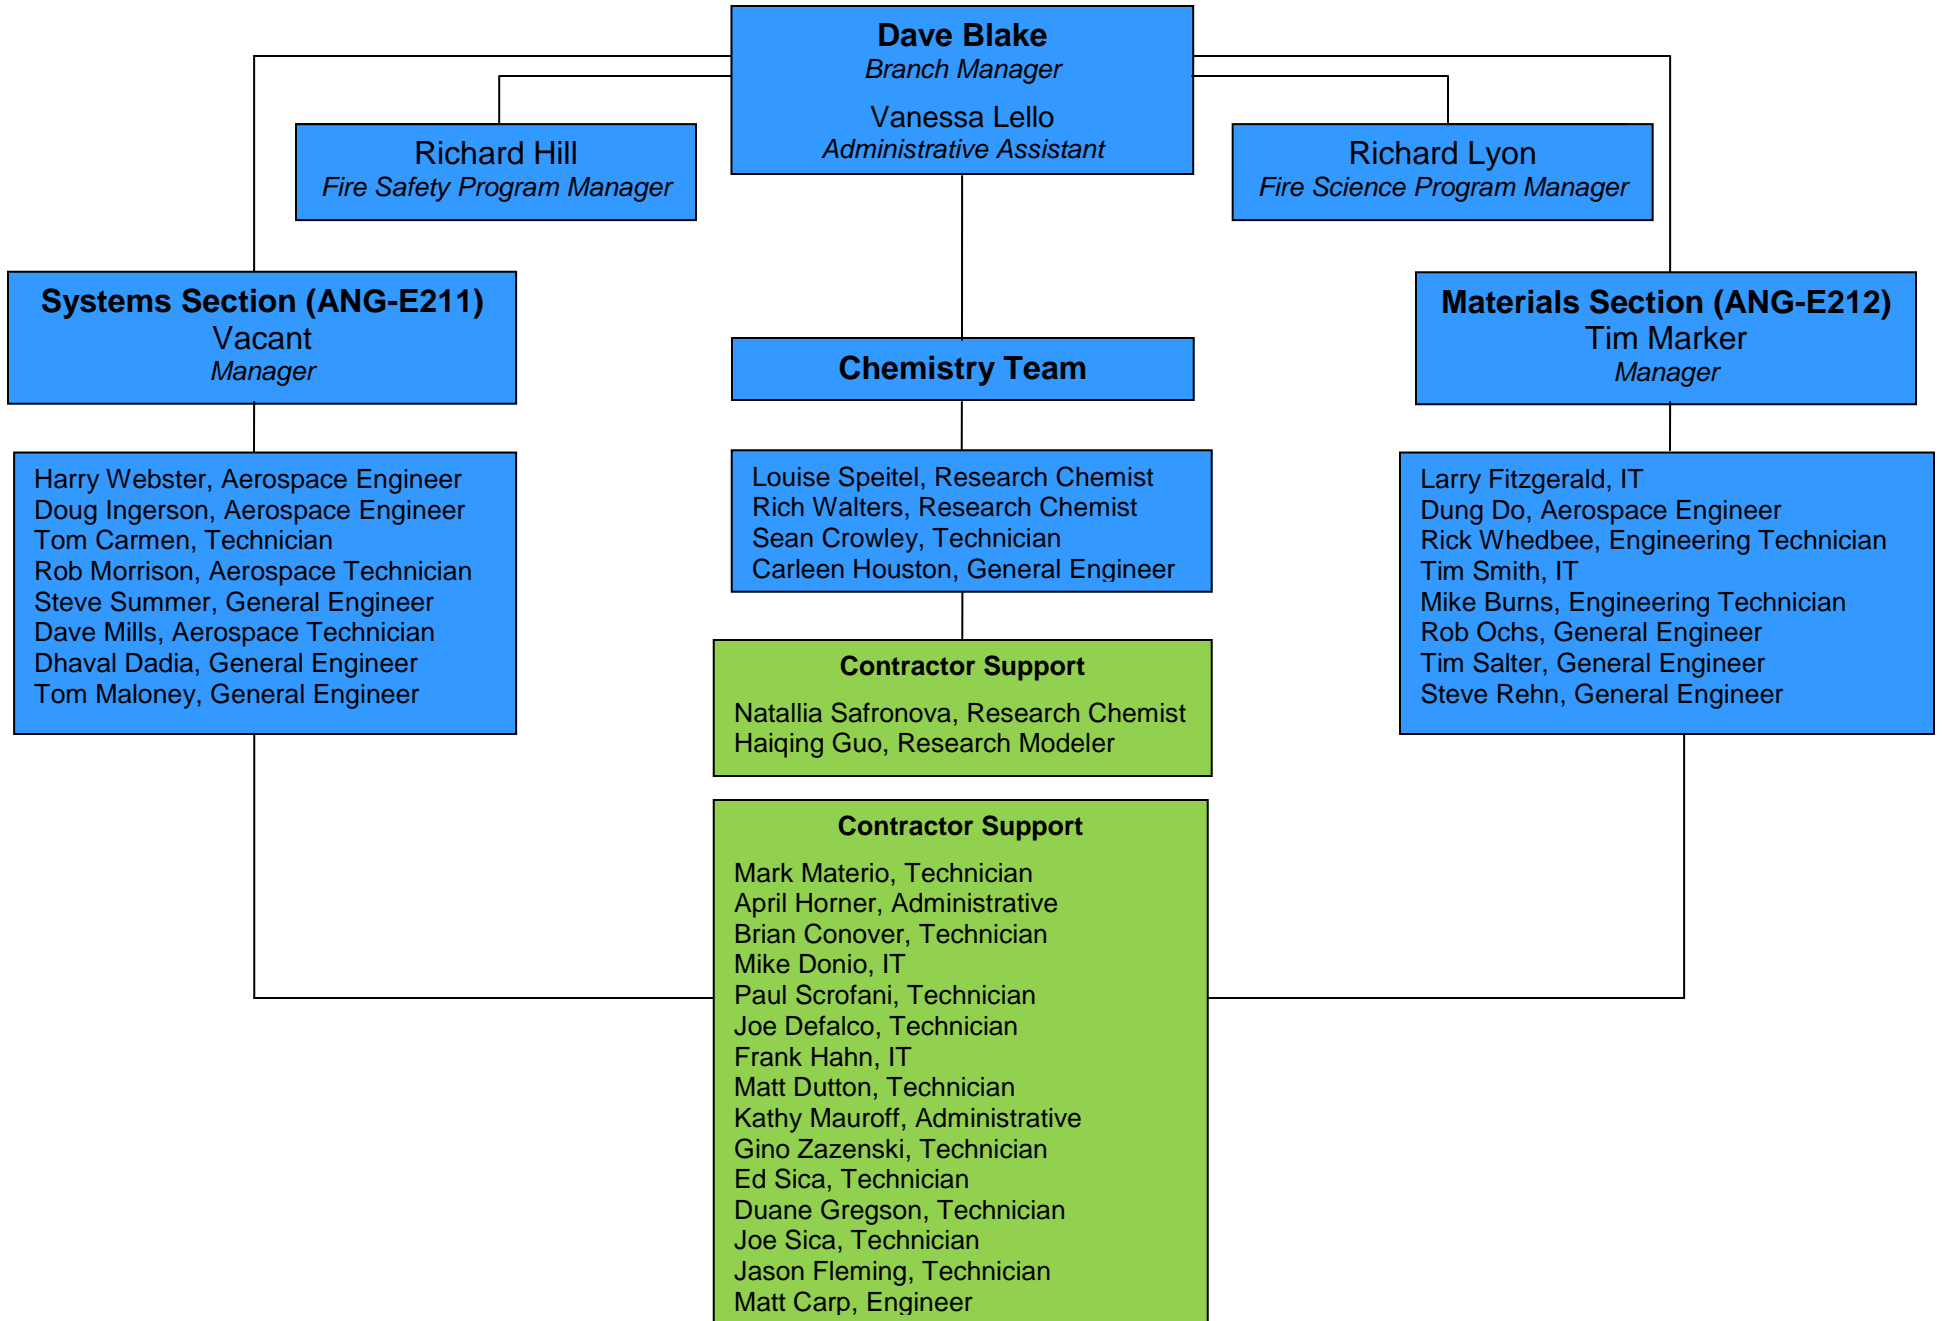 Dave Blake
Branch Manager
Vanessa Lello
Administrative Assistant
Richard Hill
Fire Safety Program Manager
Richard Lyon
Fire Science Program Manager
Systems Section (ANG-E211)
Vacant
Manager
Chemistry Team
Materials Section (ANG-E212)
Tim Marker
Manager
Harry Webster, Aerospace Engineer
Doug Ingerson, Aerospace Engineer
Tom Carmen, Technician
Rob Morrison, Aerospace Technician
Steve Summer, General Engineer
Dave Mills, Aerospace Technician
Dhaval Dadia, General Engineer
Tom Maloney, General Engineer
Louise Speitel, Research Chemist
Rich Walters, Research Chemist
Sean Crowley, Technician
Carleen Houston, General Engineer
Larry Fitzgerald, IT
Dung Do, Aerospace Engineer
Rick Whedbee, Engineering Technician
Tim Smith, IT
Mike Burns, Engineering Technician
Rob Ochs, General Engineer
Tim Salter, General Engineer
Steve Rehn, General Engineer
Contractor Support
Natallia Safronova, Research Chemist
Haiqing Guo, Research Modeler
Contractor Support
Mark Materio, Technician
April Horner, Administrative
Brian Conover, Technician
Mike Donio, IT
Paul Scrofani, Technician
Joe Defalco, Technician
Frank Hahn, IT
Matt Dutton, Technician
Kathy Mauroff, Administrative
Gino Zazenski, Technician
Ed Sica, Technician
Duane Gregson, Technician
Joe Sica, Technician
Jason Fleming, Technician
Matt Carp, Engineer